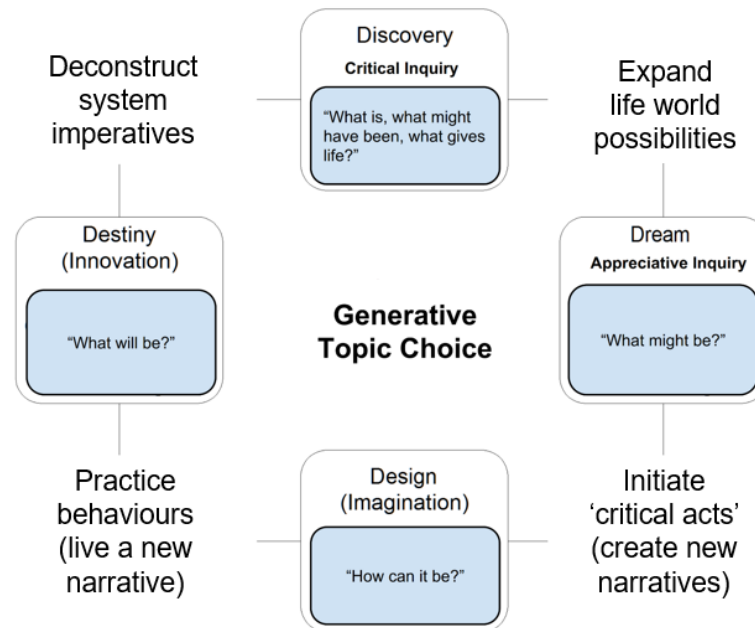 Discovery
Critical Inquiry
“What is, what might
have been, what gives
life?”
Deconstruct
system
imperatives
Expand
life world
possibilities
Destiny
(Innovation)
“What will be?”
Generative
Topic Choice
Dream
Appreciative Inquiry
“What might be?”
Practice
behaviours
(live a new
narrative)
Design
(Imagination)
“How can it be?”
Initiate
‘critical acts’
(create new
narratives)